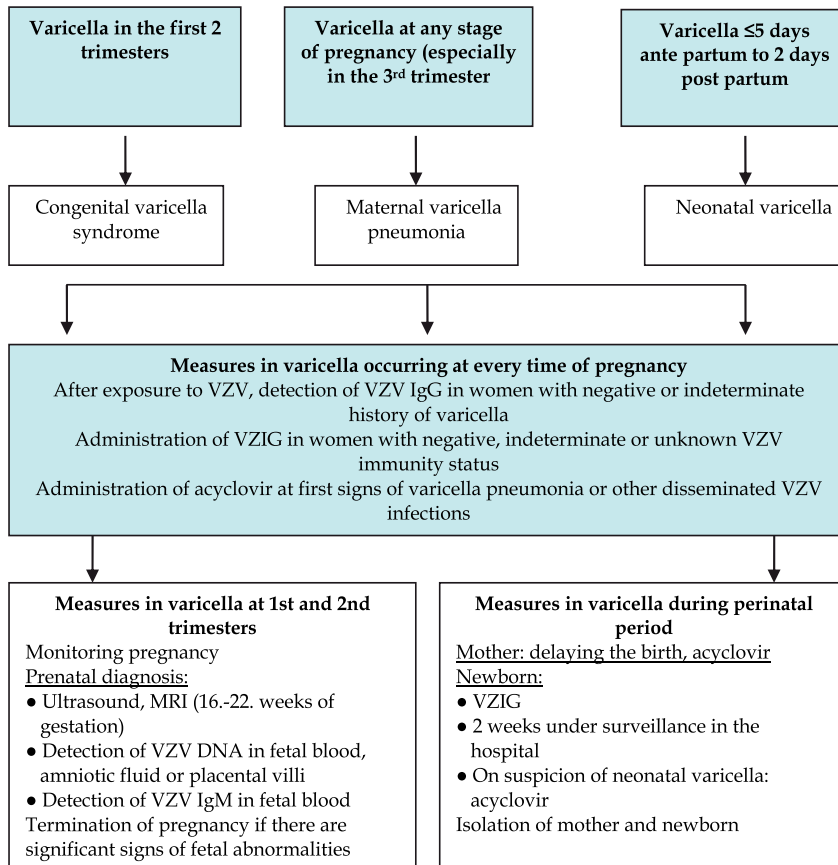 Varicella in the first 2
trimesters
Varicella at any stage
of pregnancy (especially
in the 3rd trimester
Varicella ≤5 days
ante partum to 2 days
post partum
Congenital varicella
syndrome
Maternal varicella
pneumonia
Neonatal varicella
Measures in varicella occurring at every time of pregnancy
After exposure to VZV, detection of VZV IgG in women with negative or indeterminate
history of varicella
Administration of VZIG in women with negative, indeterminate or unknown VZV
immunity status
Administration of acyclovir at first signs of varicella pneumonia or other disseminated VZV
infections
Measures in varicella at 1st and 2nd
trimesters
Monitoring pregnancy
Prenatal diagnosis:
● Ultrasound, MRI (16.-22. weeks of
gestation)
● Detection of VZV DNA in fetal blood,
amniotic fluid or placental villi
● Detection of VZV IgM in fetal blood
Termination of pregnancy if there are
significant signs of fetal abnormalities
Measures in varicella during perinatal
period
Mother: delaying the birth, acyclovir
Newborn:
● VZIG
● 2 weeks under surveillance in the
hospital
● On suspicion of neonatal varicella:
acyclovir
Isolation of mother and newborn